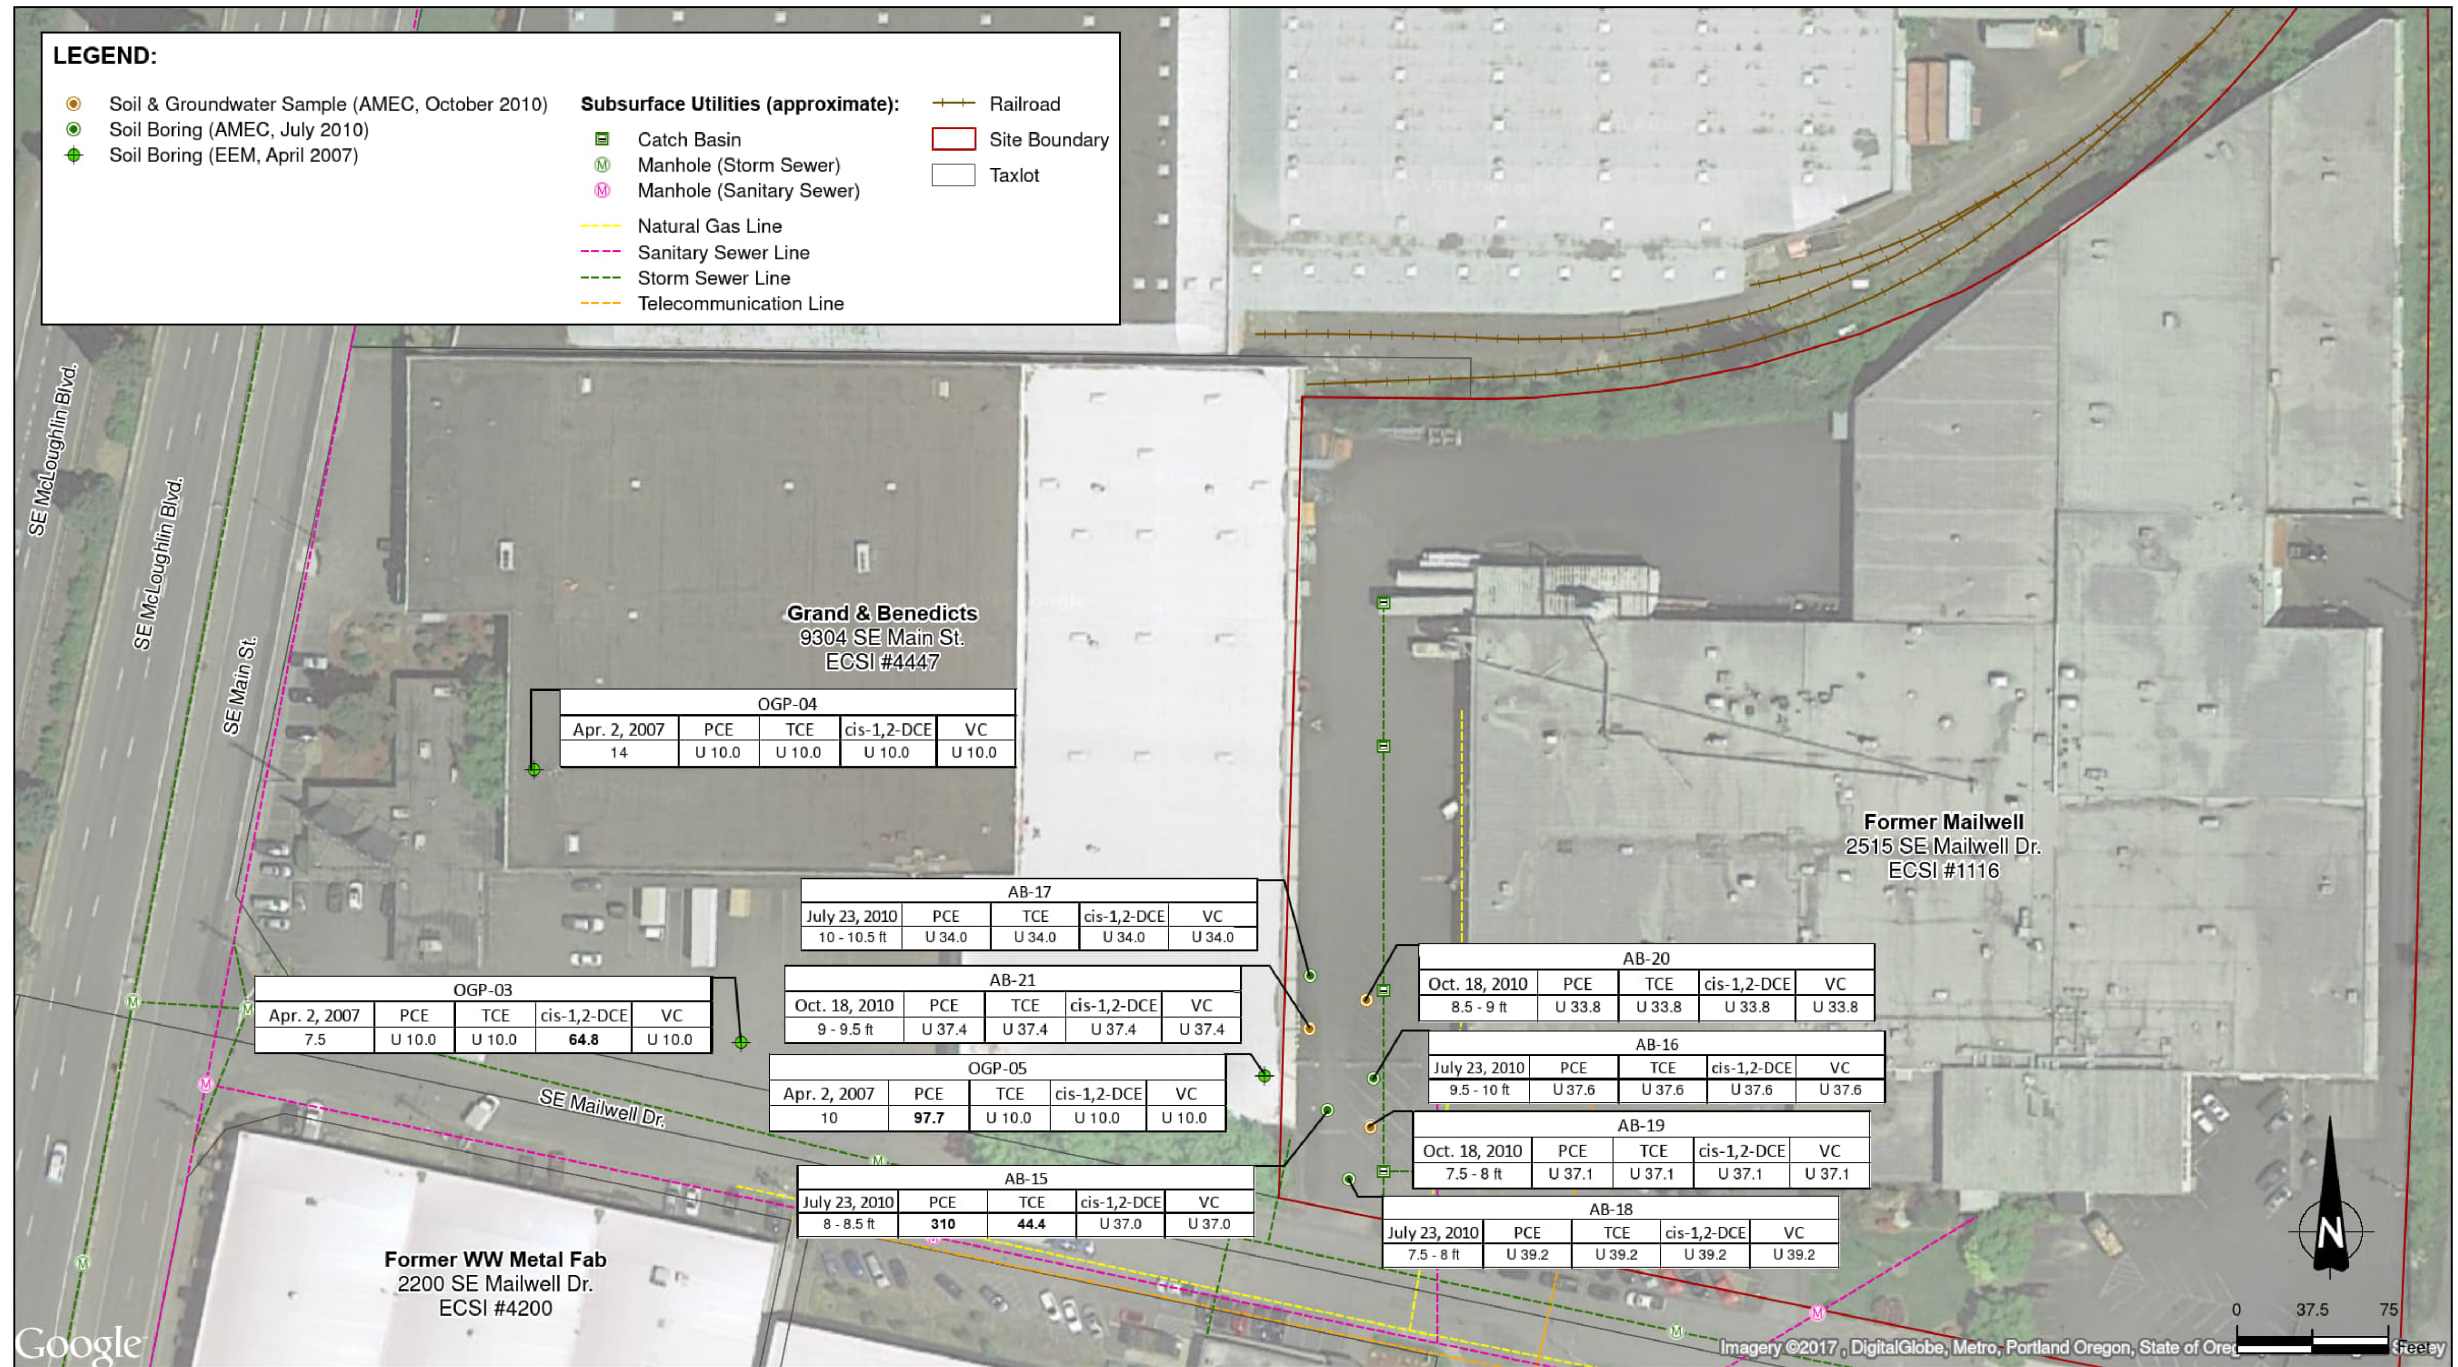 LEGEND:
Soil & Groundwater Sample (AMEC, October 2010)
Soil Boring (AMEC, July 2010)
Soil Boring (EEM, April 2007)
Subsurface Utilities (approximate):
Catch Basin
M Manhole (Storm Sewer)
M Manhole (Sanitary Sewer)
Natural Gas Line
Sanitary Sewer Line
Storm Sewer Line
Telecommunication Line
Railroad
Site Boundary
Taxlot
SE McLoughlin Blvd.
SE McLoughlin Blvd.
SE Main St.
Grand & Benedicts
9304 SE Main St.
ECSI #4447
OGP-04
Apr. 2, 2007 PCE TCE cis-1,2-DCE VC
14 U 10.0 U 10.0 U 10.0 U 10.0
Former Mailwell
2515 SE Mailwell Dr.
ECSI #1116
AB-17
July 23, 2010 PCE TCE cis-1,2-DCE VC
10 - 10.5 ft U 34.0 U 34.0 U 34.0 U 34.0
AB-20
Oct. 18, 2010 PCE TCE cis-1,2-DCE VC
8.5 - 9 ft U 33.8 U 33.8 U 33.8 U 33.8
AB-21
Oct. 18, 2010 PCE TCE cis-1,2-DCE VC
9 - 9.5 ft U 37.4 U 37.4 U 37.4 U 37.4
OGP-03
Apr. 2, 2007 PCE TCE cis-1,2-DCE VC
7.5 U 10.0 U 10.0 64.8 U 10.0
M
M
AB-16
July 23, 2010 PCE TCE cis-1,2-DCE VC
9.5 - 10 ft U 37.6 U 37.6 U 37.6 U 37.6
OGP-05
Apr. 2, 2007 PCE TCE cis-1,2-DCE VC
10 97.7 U 10.0 U 10.0 U 10.0
M
SE Mailwell Dr.
AB-19
Oct. 18, 2010 PCE TCE cis-1,2-DCE VC
7.5 - 8 ft U 37.1 U 37.1 U 37.1 U 37.1
M
AB-15
July 23, 2010 PCE TCE cis-1,2-DCE VC
8 - 8.5 ft 310 44.4 U 37.0 U 37.0
AB-18
July 23, 2010 PCE TCE cis-1,2-DCE VC
7.5 - 8 ft U 39.2 U 39.2 U 39.2 U 39.2
N
M
Former WW Metal Fab
2200 SE Mailwell Dr.
ECSI #4200
M
M
0 37.5 75
Feet
Google
Imagery ©2017 , DigitalGlobe, Metro, Portland Oregon, State of